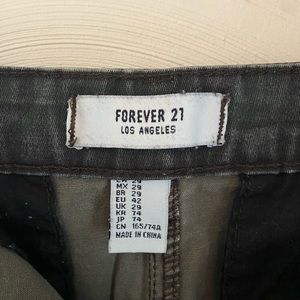 FOREVER 21
LOS ANGELES
MX 29
BR 29
EU 42
UK 29
KR 74
JP 74
CN 165/74A
MADE IN CHINA